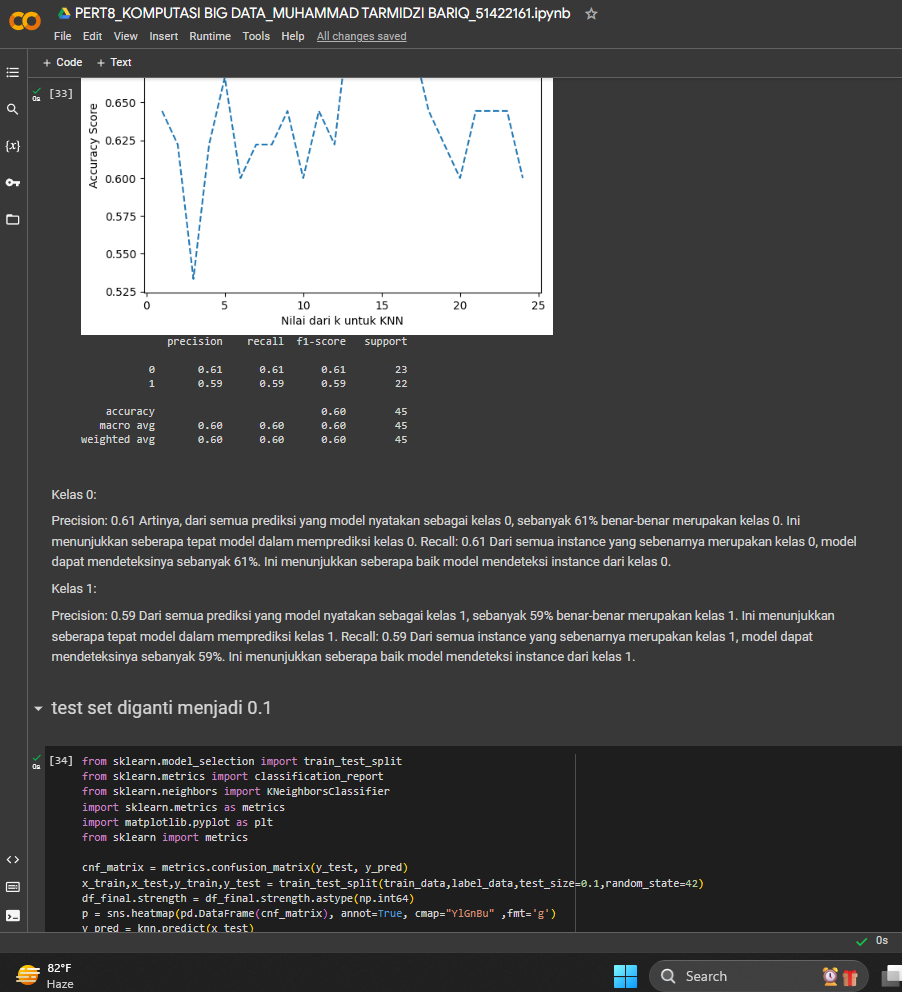 PERT8_KOMPUTASI BIG DATA_MUHAMMAD TARMIDZI BARIQ_51422161.ipynb
File Edit View Insert Runtime Tools Help All changes saved
+ Code + Text
[33]
0s
0.650
0.625
0.600
0.575
0.550
0.525
Accuracy Score
0 5 10 15 20 25
Nilai dari k untuk KNN
precision recall f1-score support
0 0.61 0.61 0.61 23
1 0.59 0.59 0.59 22
accuracy 0.60 45
macro avg 0.60 0.60 0.60 45
weighted avg 0.60 0.60 0.60 45
Kelas 0:
Precision: 0.61 Artinya, dari semua prediksi yang model nyatakan sebagai kelas 0, sebanyak 61% benar-benar merupakan kelas 0. Ini
menunjukkan seberapa tepat model dalam memprediksi kelas 0. Recall: 0.61 Dari semua instance yang sebenarnya merupakan kelas 0, model
dapat mendeteksinya sebanyak 61%. Ini menunjukkan seberapa baik model mendeteksi instance dari kelas 0.
Kelas 1:
Precision: 0.59 Dari semua prediksi yang model nyatakan sebagai kelas 1, sebanyak 59% benar-benar merupakan kelas 1. Ini menunjukkan
seberapa tepat model dalam memprediksi kelas 1. Recall: 0.59 Dari semua instance yang sebenarnya merupakan kelas 1, model dapat
mendeteksinya sebanyak 59%. Ini menunjukkan seberapa baik model mendeteksi instance dari kelas 1.
test set diganti menjadi 0.1
[34] from sklearn.model_selection import train_test_split
0s
from sklearn.metrics import classification_report
from sklearn.neighbors import KNeighborsClassifier
import sklearn.metrics as metrics
import matplotlib.pyplot as plt
from sklearn import metrics
cnf_matrix = metrics.confusion_matrix(y_test, y_pred)
x_train,x_test,y_train,y_test = train_test_split(train_data,label_data,test_size=0.1,random_state=42)
df_final.strength = df_final.strength.astype(np.int64)
p = sns.heatmap(pd.DataFrame(cnf_matrix), annot=True, cmap="YlGnBu" ,fmt='g')
y_pred = knn.predict(x_test)
0s
82°F
Haze
Search